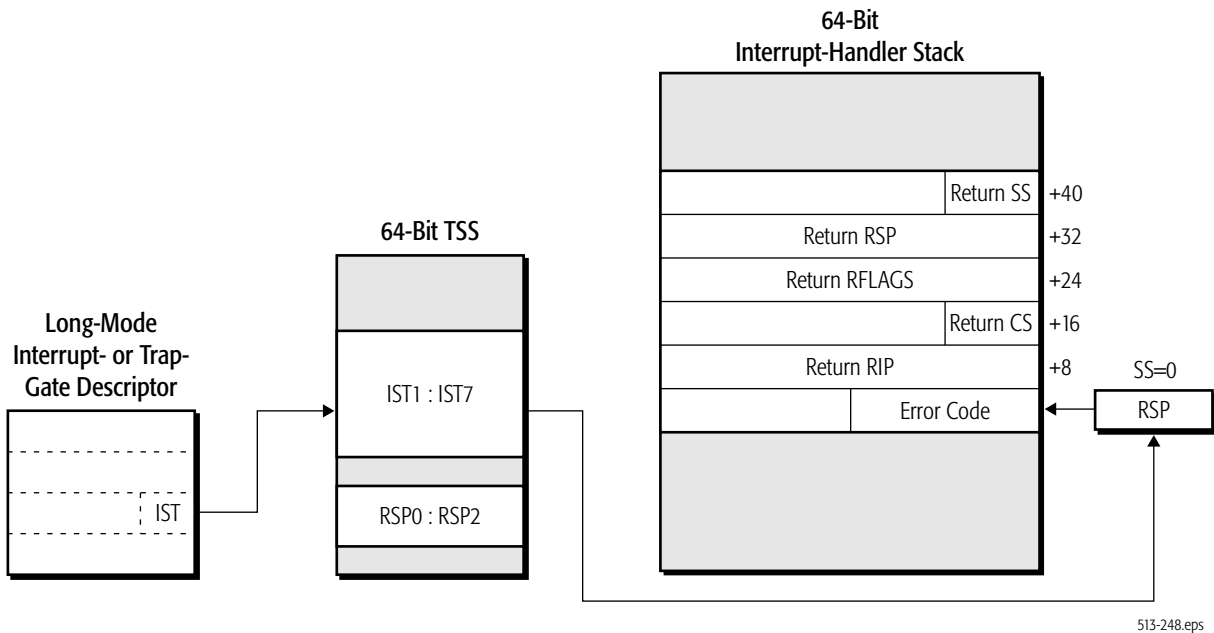 64-Bit
Interrupt-Handler Stack
Return SS +40
64-Bit TSS
Return RSP +32
Return RFLAGS +24
Long-Mode
Interrupt- or Trap-
Gate Descriptor
Return CS +16
IST1 : IST7
Return RIP +8
SS=0
Error Code
RSP
IST
RSP0 : RSP2
513-248.eps